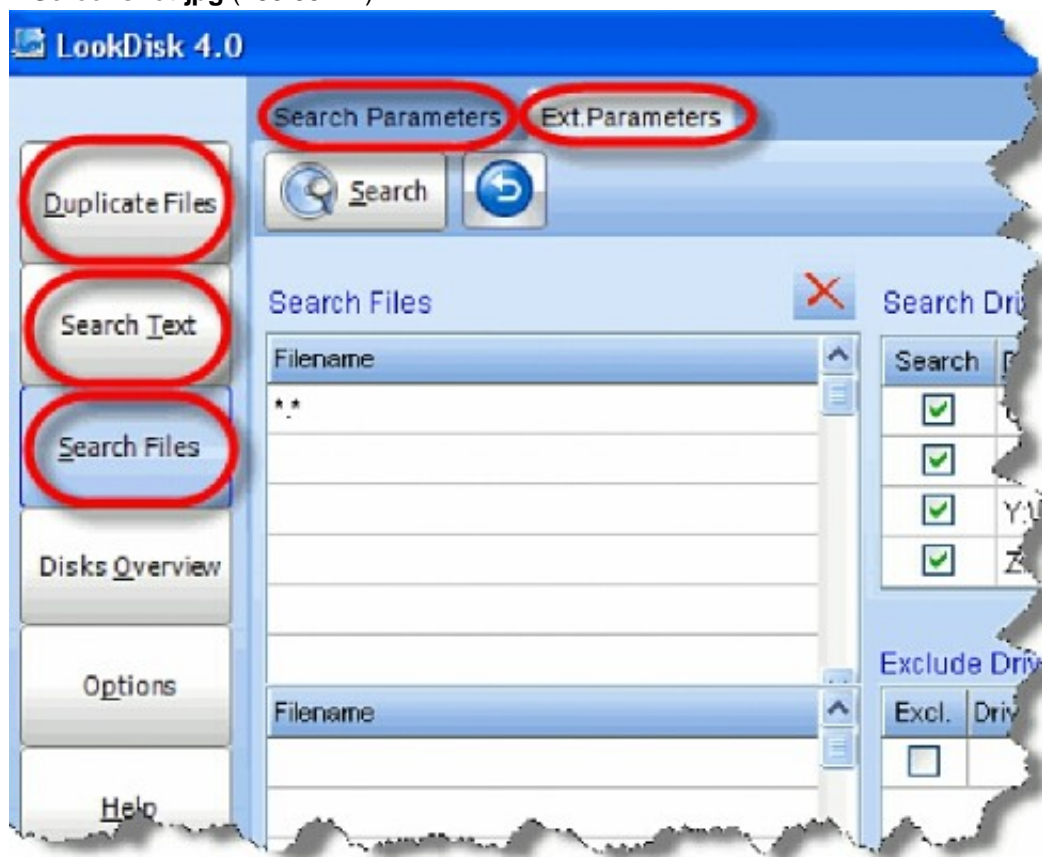 LookDisk 4.0
Search Parameters Ext.Parameters
Duplicate Files
Search
Search Text
Search Files
Disks Overview
Options
Help
Search Files
Filename
*.*
Filename
Search
Exclude
Excl.